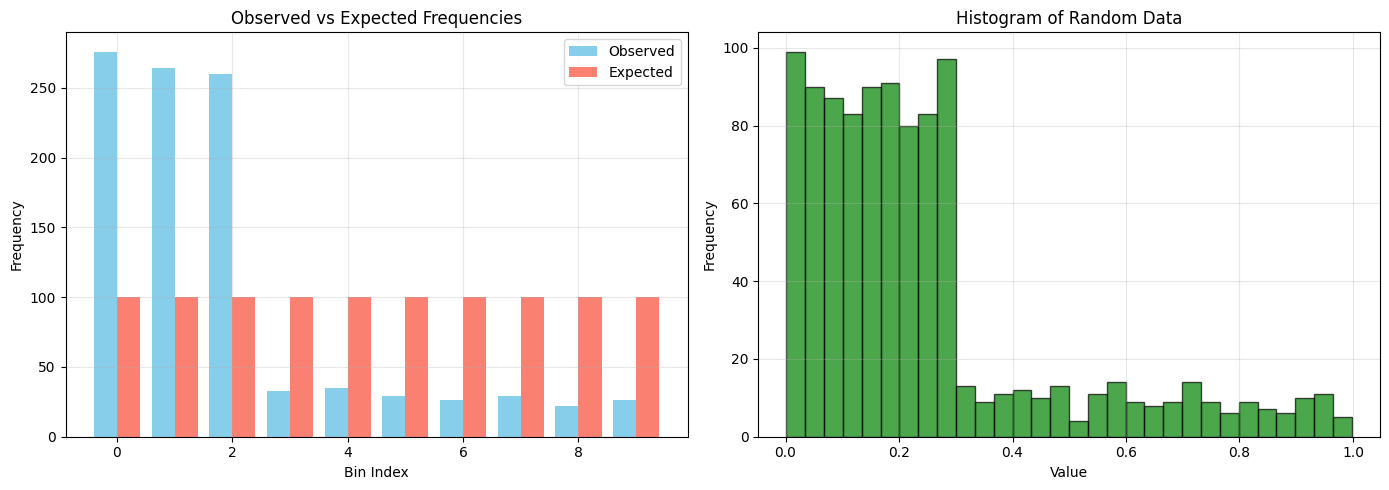 Observed vs Expected Frequencies
Observed
Expected
Frequency
250
200
150
100
50
0
0 2 4 6 8
Bin Index
Histogram of Random Data
Frequency
100
80
60
40
20
0
0.0 0.2 0.4 0.6 0.8 1.0
Value